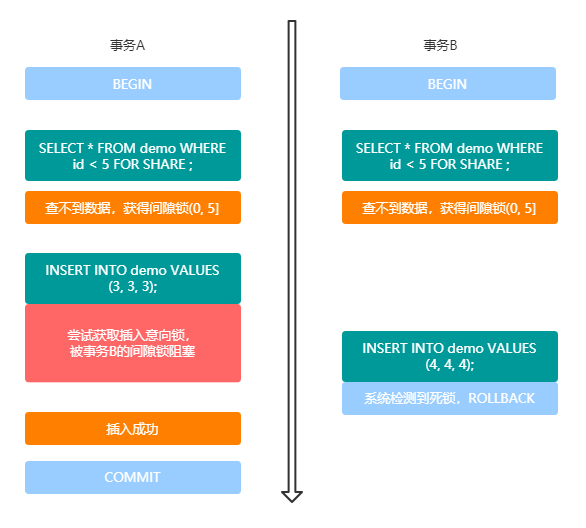 事务A
事务B
BEGIN
BEGIN
SELECT * FROM demo WHERE
id < 5 FOR SHARE ;
SELECT * FROM demo WHERE
id < 5 FOR SHARE ;
查不到数据，获得间隙锁(0, 5]
查不到数据，获得间隙锁(0, 5]
INSERT INTO demo VALUES
(3, 3, 3);
尝试获取插入意向锁，
被事务B的间隙锁阻塞
INSERT INTO demo VALUES
(4, 4, 4);
系统检测到死锁，ROLLBACK
插入成功
COMMIT